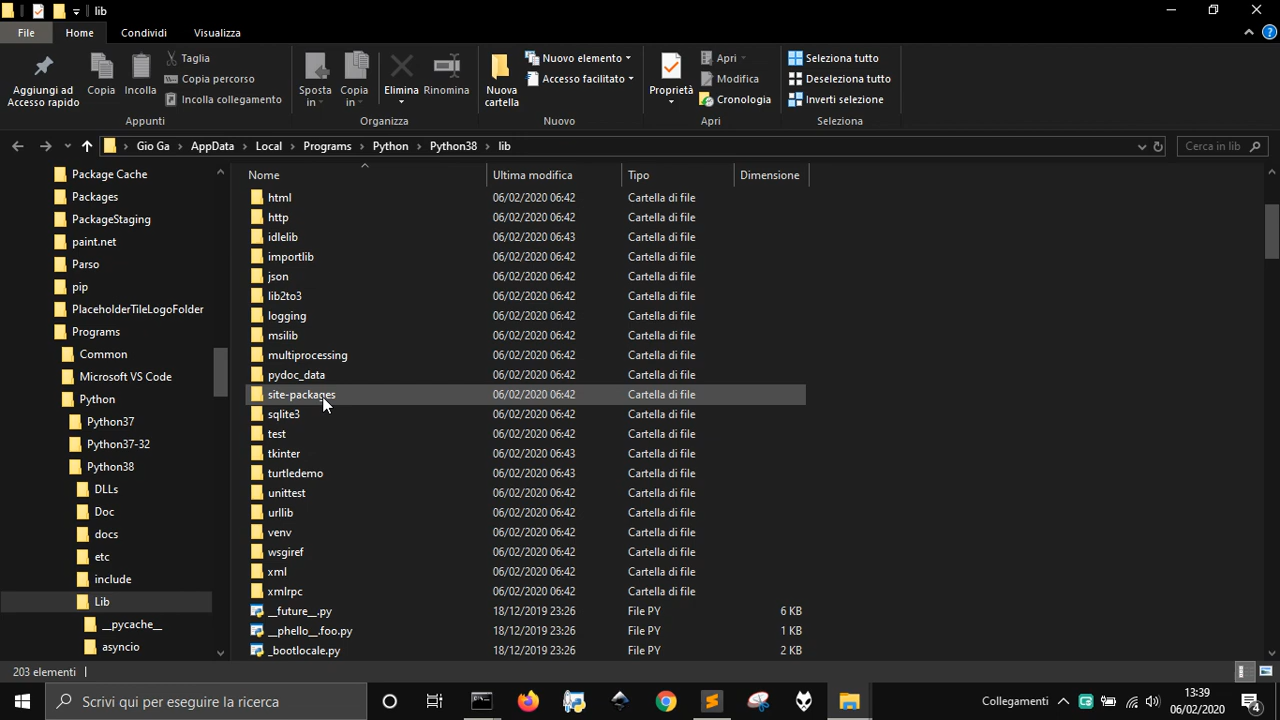 lib
File Home Condividi Visualizza
Aggiungi ad Accesso rapido
Copia
Incolla
Taglia
Copia percorso
Incolla collegamento
Appunti
Sposta in
Copia in
Elimina
Rinomina
Organizza
Nuova cartella
Nuovo elemento
Accesso facilitato
Nuovo
Proprietà
Apri
Modifica
Cronologia
Apri
Seleziona tutto
Deseleziona tutto
Inverti selezione
Seleziona
Gio Ga AppData Local Programs Python Python38 lib
Cerca in lib
Package Cache
Packages
PackageStaging
paint.net
Parso
pip
PlaceholderTileLogoFolder
Programs
Common
Microsoft VS Code
Python
Python37
Python37-32
Python38
DLLs
Doc
docs
etc
include
Lib
__pycache__
asyncio
Nome Ultima modifica Tipo Dimensione
html 06/02/2020 06:42 Cartella di file
http 06/02/2020 06:42 Cartella di file
idlelib 06/02/2020 06:43 Cartella di file
importlib 06/02/2020 06:42 Cartella di file
json 06/02/2020 06:42 Cartella di file
lib2to3 06/02/2020 06:42 Cartella di file
logging 06/02/2020 06:42 Cartella di file
msilib 06/02/2020 06:42 Cartella di file
multiprocessing 06/02/2020 06:42 Cartella di file
pydoc_data 06/02/2020 06:42 Cartella di file
site-packages 06/02/2020 06:42 Cartella di file
sqlite3 06/02/2020 06:42 Cartella di file
test 06/02/2020 06:42 Cartella di file
tkinter 06/02/2020 06:43 Cartella di file
turtledemo 06/02/2020 06:43 Cartella di file
unittest 06/02/2020 06:42 Cartella di file
urllib 06/02/2020 06:42 Cartella di file
venv 06/02/2020 06:42 Cartella di file
wsgiref 06/02/2020 06:42 Cartella di file
xml 06/02/2020 06:42 Cartella di file
xmlrpc 06/02/2020 06:42 Cartella di file
__future__.py 18/12/2019 23:26 File PY 6 KB
__phello__.foo.py 18/12/2019 23:26 File PY 1 KB
_bootlocale.py 18/12/2019 23:26 File PY 2 KB
203 elementi
Scrivi qui per eseguire la ricerca
Collegamenti
13:39
06/02/2020
4